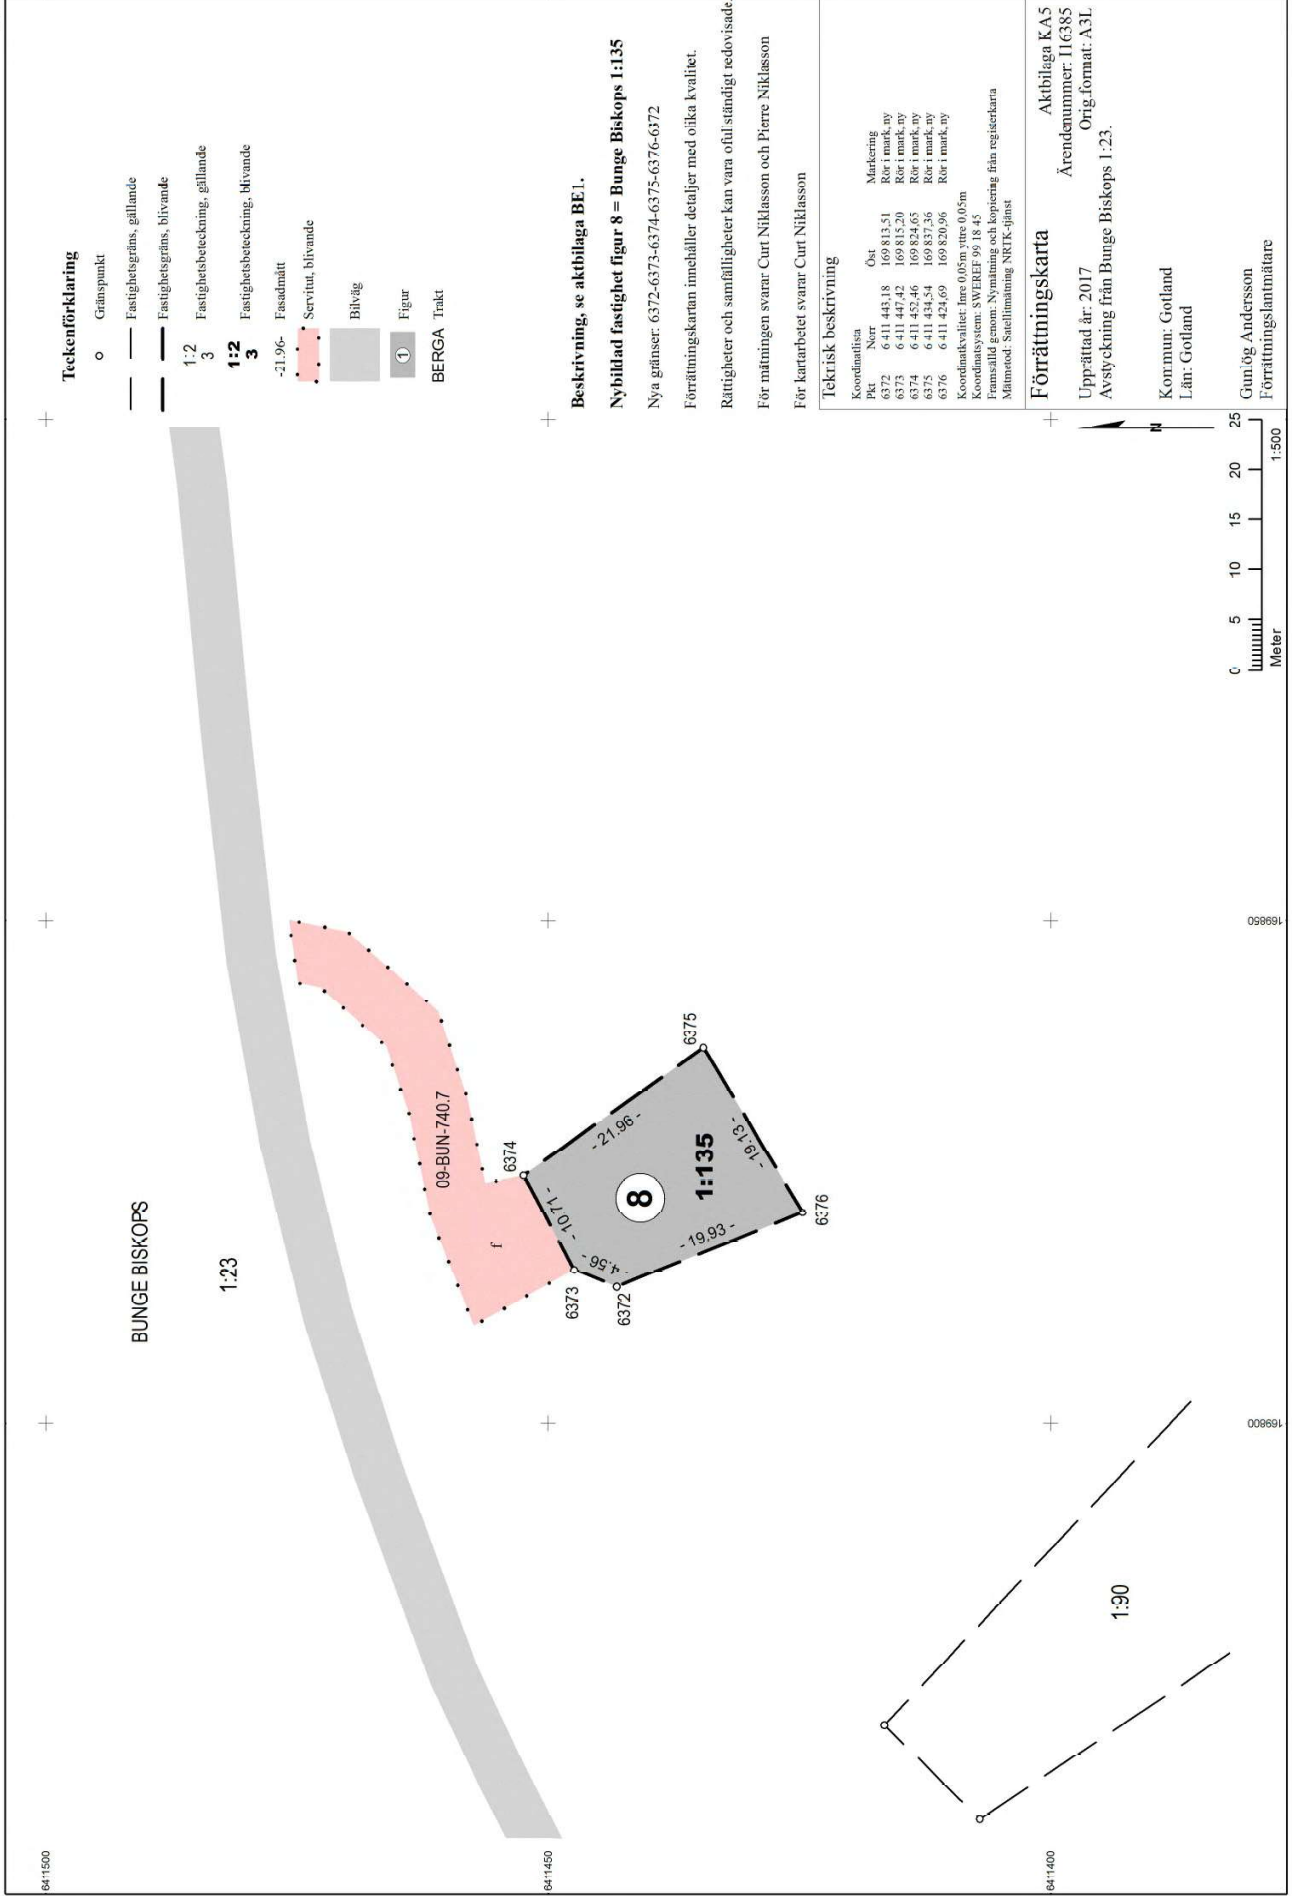 BUNGE BISKOPS
1:23
09-BUN-740.7
f
6374
6373
6372
6375
6376
- 10.71 -
- 4.56 -
- 21.96 -
- 19.93 -
- 19.13 -
8
1:135
1:90
6411500
6411450
6411400
169800
169850
Teckenförklaring
Gränspunkt
Fastighetsgräns, gällande
Fastighetsgräns, blivande
1:2
3
Fastighetsbeteckning, gällande
1:2
3
Fastighetsbeteckning, blivande
-21.96- Fasadmått
Servitut, blivande
Bilväg
1 Figur
BERGA Trakt
Beskrivning, se aktbilaga BE1.
Nybildad fastighet figur 8 = Bunge Biskops 1:135
Nya gränser: 6372-6373-6374-6375-6376-6372
Förrättningskartan innehåller detaljer med olika kvalitet.
Rättigheter och samfälligheter kan vara ofullständigt redovisade.
För mätningen svarar Curt Niklasson och Pierre Niklasson
För kartarbetet svarar Curt Niklasson
Teknisk beskrivning
Koordinatlista
Pkt Norr Öst Markering
6372 6 411 443,18 169 813,51 Rör i mark, ny
6373 6 411 447,42 169 815,20 Rör i mark, ny
6374 6 411 452,46 169 824,65 Rör i mark, ny
6375 6 411 434,54 169 837,36 Rör i mark, ny
6376 6 411 424,69 169 820,96 Rör i mark, ny
Koordinatkvalitet: Inre 0,05m yttre 0,05m
Koordinatsystem: SWEREF 99 18 45
Framställd genom: Nymätning och kopiering från registerkarta
Mätmetod: Satellitmätning NRTK-tjänst
Förrättningskarta Aktbilaga KA5
Ärendenummer: I16385
Upprättad år: 2017 Orig.format: A3L
Avstyckning från Bunge Biskops 1:23.
Kommun: Gotland
Län: Gotland
Gunlög Andersson
Förrättningslantmätare
N
0 5 10 15 20 25
Meter 1:500